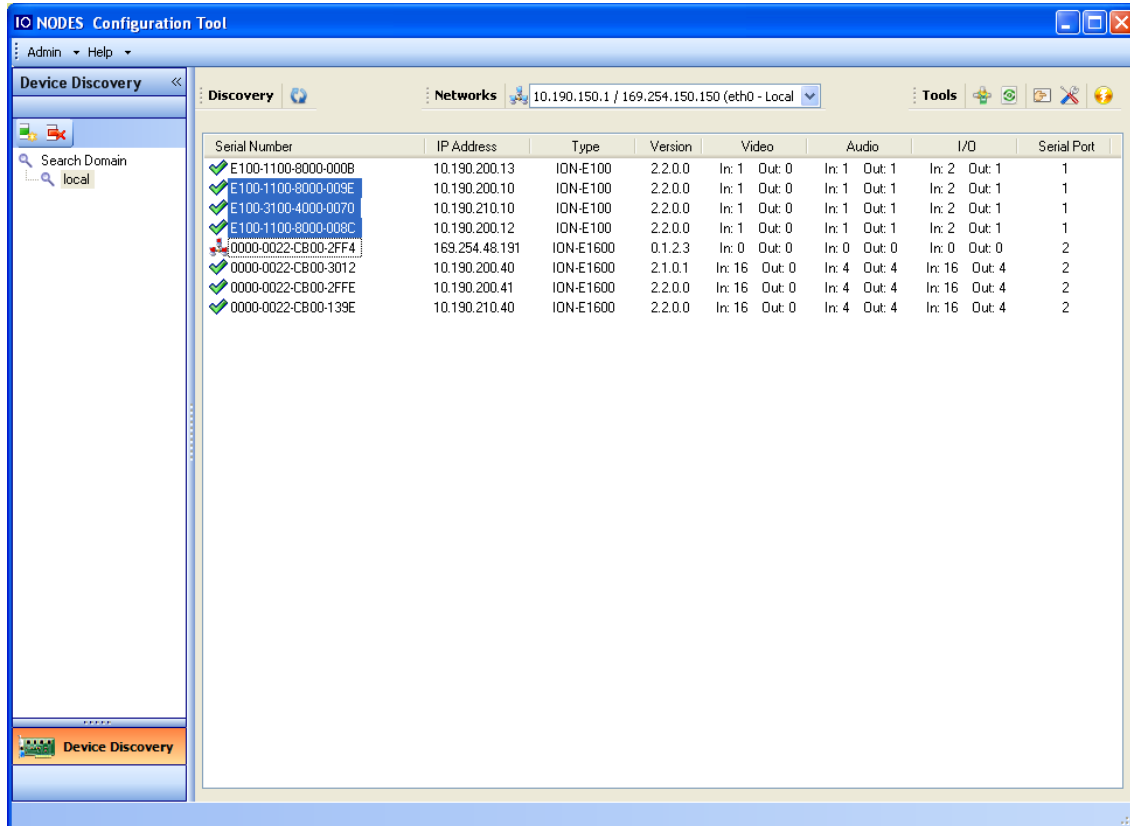 IO NODES Configuration Tool
Admin Help
Device Discovery «
Discovery Networks 10.190.150.1 / 169.254.150.150 (eth0 - Local Tools
Search Domain
local
Serial Number IP Address Type Version Video Audio I/O Serial Port
E100-1100-8000-000B 10.190.200.13 ION-E100 2.2.0.0 In: 1 Out: 0 In: 1 Out: 1 In: 2 Out: 1 1
E100-1100-8000-009E 10.190.200.10 ION-E100 2.2.0.0 In: 1 Out: 0 In: 1 Out: 1 In: 2 Out: 1 1
E100-3100-4000-0070 10.190.210.10 ION-E100 2.2.0.0 In: 1 Out: 0 In: 1 Out: 1 In: 2 Out: 1 1
E100-1100-8000-008C 10.190.200.12 ION-E100 2.2.0.0 In: 1 Out: 0 In: 1 Out: 1 In: 2 Out: 1 1
0000-0022-CB00-2FF4 169.254.48.191 ION-E1600 0.1.2.3 In: 0 Out: 0 In: 0 Out: 0 In: 0 Out: 0 2
0000-0022-CB00-3012 10.190.200.40 ION-E1600 2.1.0.1 In: 16 Out: 0 In: 4 Out: 4 In: 16 Out: 4 2
0000-0022-CB00-2FFE 10.190.200.41 ION-E1600 2.2.0.0 In: 16 Out: 0 In: 4 Out: 4 In: 16 Out: 4 2
0000-0022-CB00-139E 10.190.210.40 ION-E1600 2.2.0.0 In: 16 Out: 0 In: 4 Out: 4 In: 16 Out: 4 2
Device Discovery